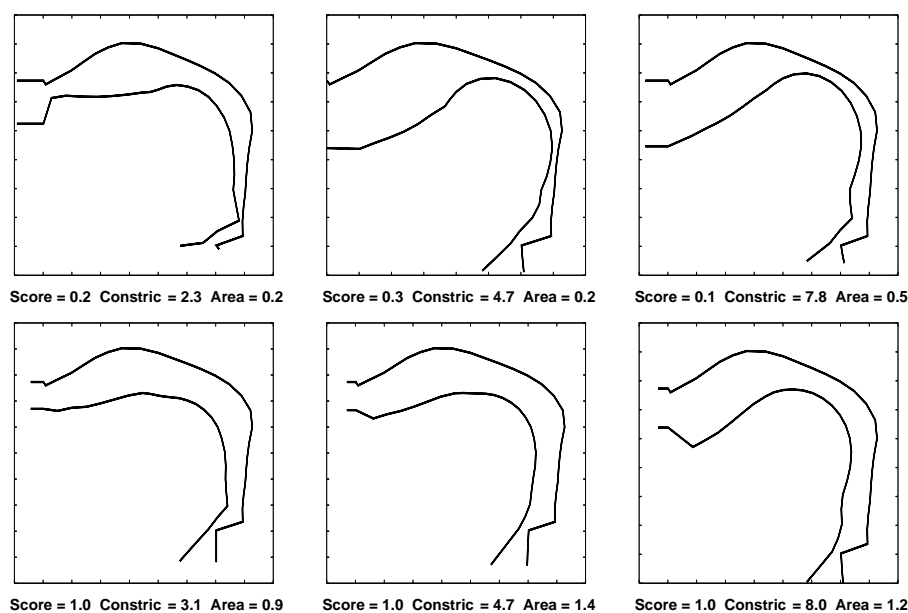 Score = 0.2 Constric = 2.3 Area = 0.2
Score = 0.3 Constric = 4.7 Area = 0.2
Score = 0.1 Constric = 7.8 Area = 0.5
Score = 1.0 Constric = 3.1 Area = 0.9
Score = 1.0 Constric = 4.7 Area = 1.4
Score = 1.0 Constric = 8.0 Area = 1.2